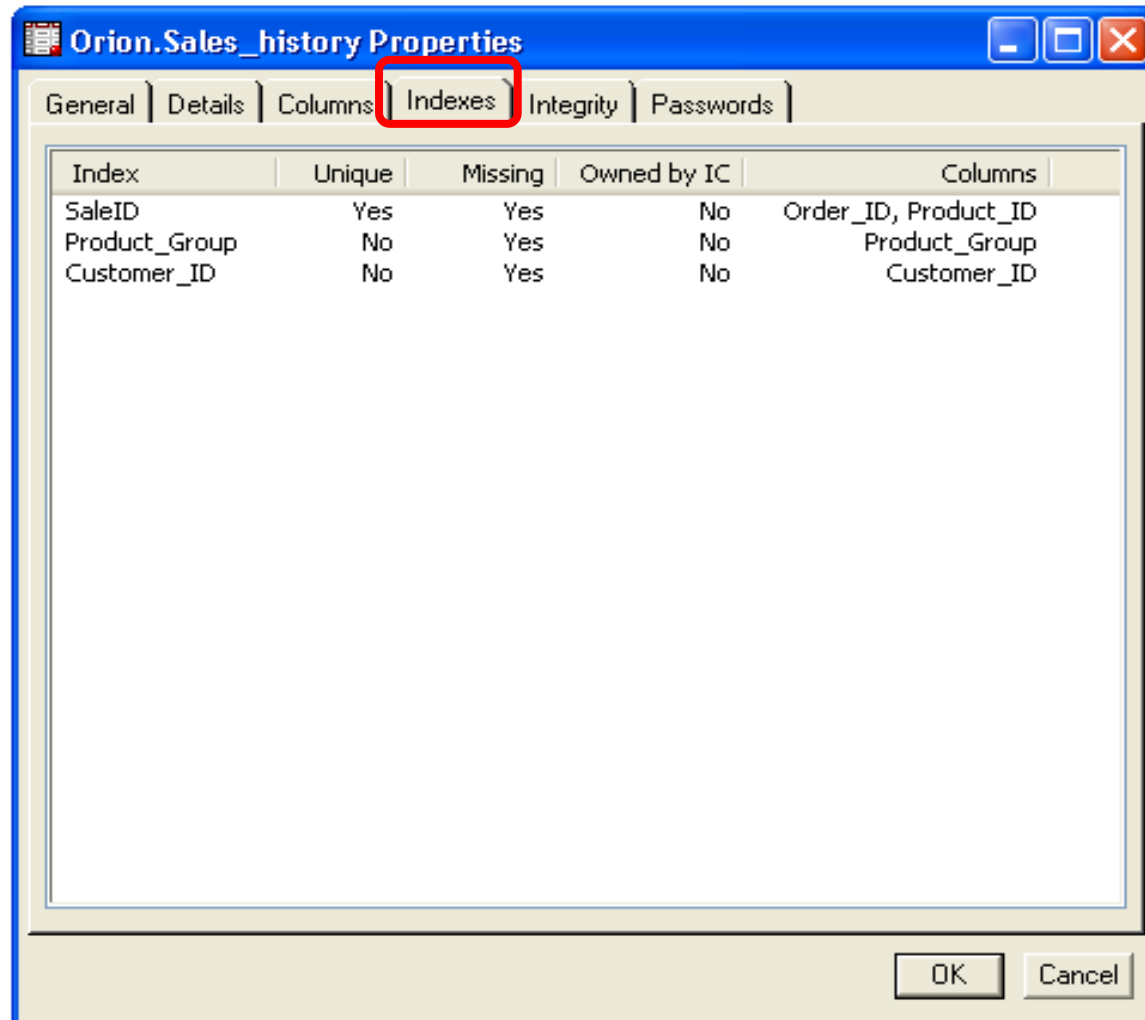 Orion.Sales_history Properties
General Details Columns Indexes Integrity Passwords
Index Unique Missing Owned by IC Columns
SaleID Yes Yes No Order_ID, Product_ID
Product_Group No Yes No Product_Group
Customer_ID No Yes No Customer_ID
OK Cancel